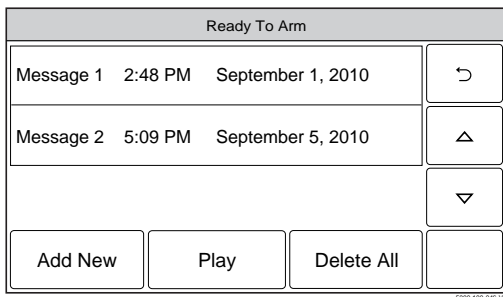 Ready To Arm
Message 1 2:48 PM September 1, 2010
Message 2 5:09 PM September 5, 2010
Add New Play Delete All